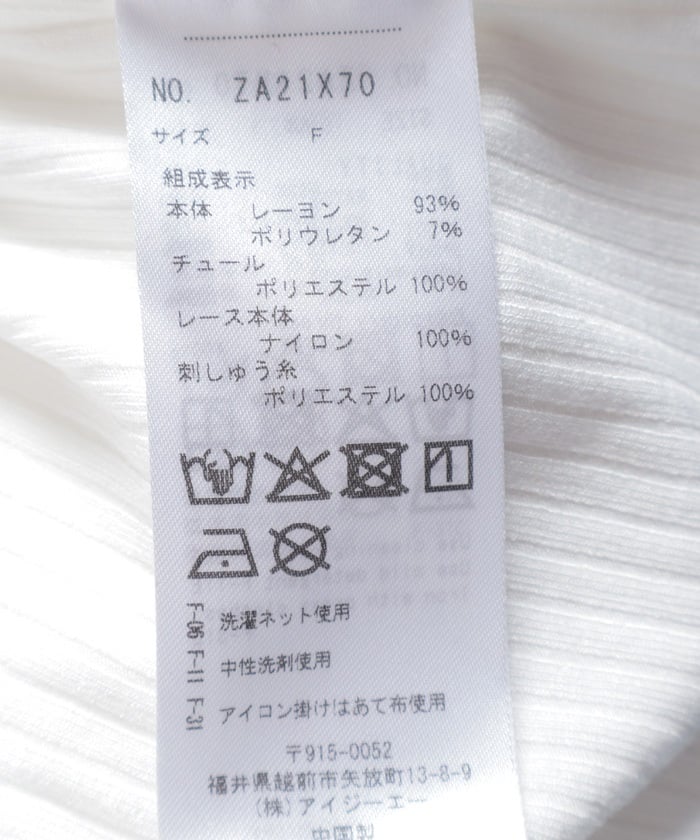 NO. ZA21X70
サイズ F
組成表示
本体 レーヨン 93%
ポリウレタン 7%
チュール
ポリエステル 100%
レース本体
ナイロン 100%
刺しゅう糸
ポリエステル 100%
F-06 洗濯ネット使用
F-11 中性洗剤使用
F-31 アイロン掛けはあて布使用
〒915-0052
福井県越前市矢放町13-8-9
(株)アイジーエー
中国製